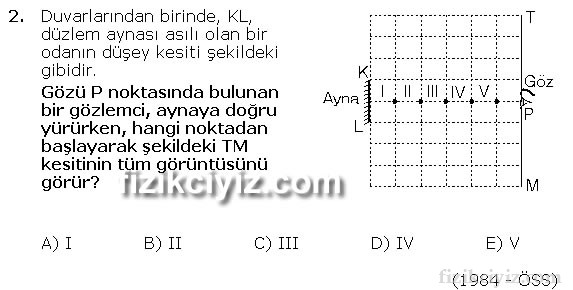 2. Duvarlarından birinde, KL,
düzlem aynası asılı olan bir
odanın düşey kesiti şekildeki
gibidir.
Gözü P noktasında bulunan
bir gözlemci, aynaya doğru
yürürken, hangi noktadan
başlayarak şekildeki TM
kesitinin tüm görüntüsünü
görür?
T
K
Göz
I II III IV V
Ayna
P
L
M
fizikciyiz.com
A) I B) II C) III D) IV E) V
fizikciyiz.com
(1984 - ÖSS)